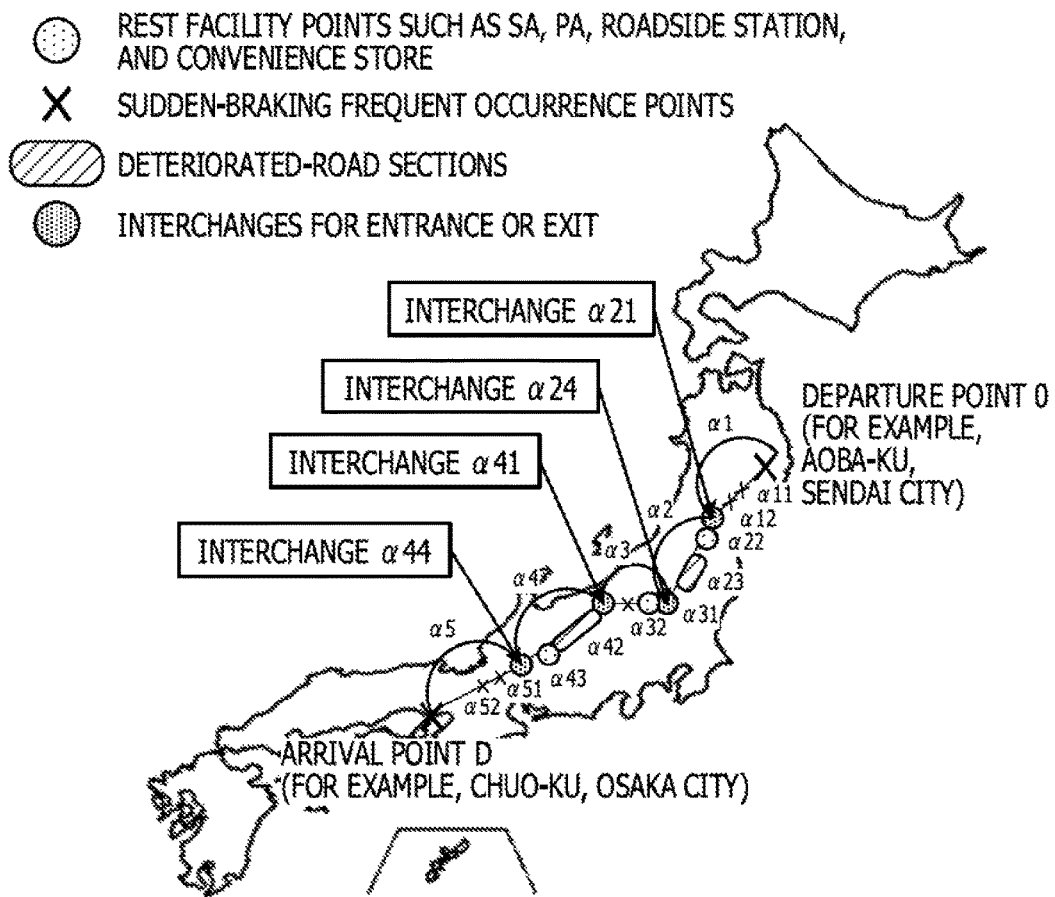 REST FACILITY POINTS SUCH AS SA, PA, ROADSIDE STATION,
AND CONVENIENCE STORE
SUDDEN-BRAKING FREQUENT OCCURRENCE POINTS
DETERIORATED-ROAD SECTIONS
INTERCHANGES FOR ENTRANCE OR EXIT
INTERCHANGE α21
INTERCHANGE α24
INTERCHANGE α41
INTERCHANGE α44
DEPARTURE POINT O
(FOR EXAMPLE,
AOBA-KU,
SENDAI CITY)
α1
α11
α12
α2
α22
α3
α23
α4
α31
α32
α42
α5
α43
α51
α52
ARRIVAL POINT D
(FOR EXAMPLE, CHUO-KU, OSAKA CITY)